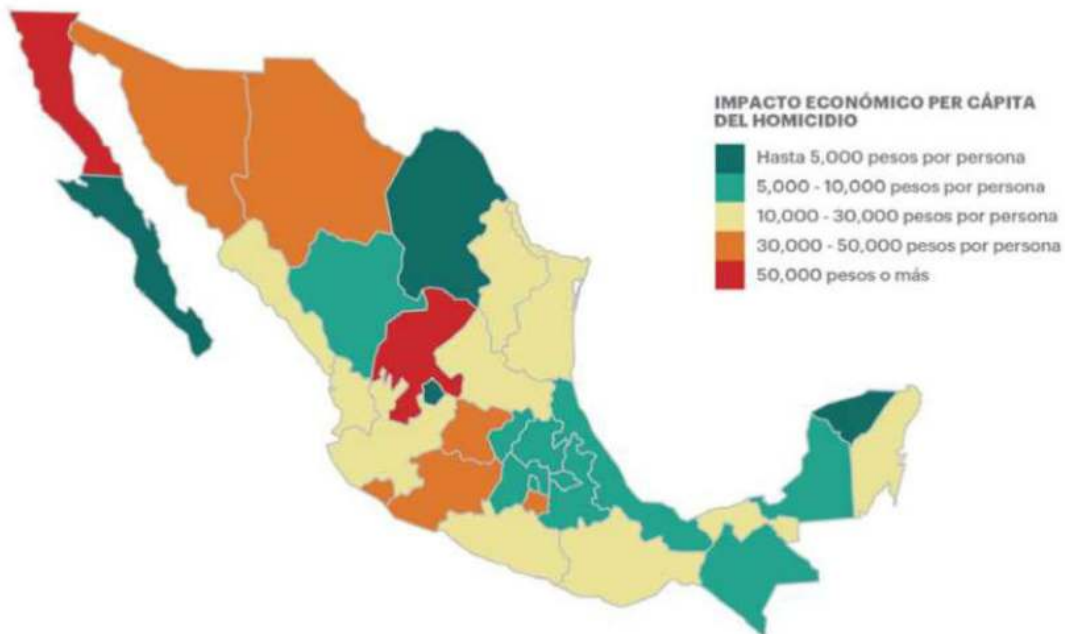 IMPACTO ECONÓMICO PER CÁPITA
DEL HOMICIDIO
Hasta 5,000 pesos por persona
5,000 - 10,000 pesos por persona
10,000 - 30,000 pesos por persona
30,000 - 50,000 pesos por persona
50,000 pesos o más